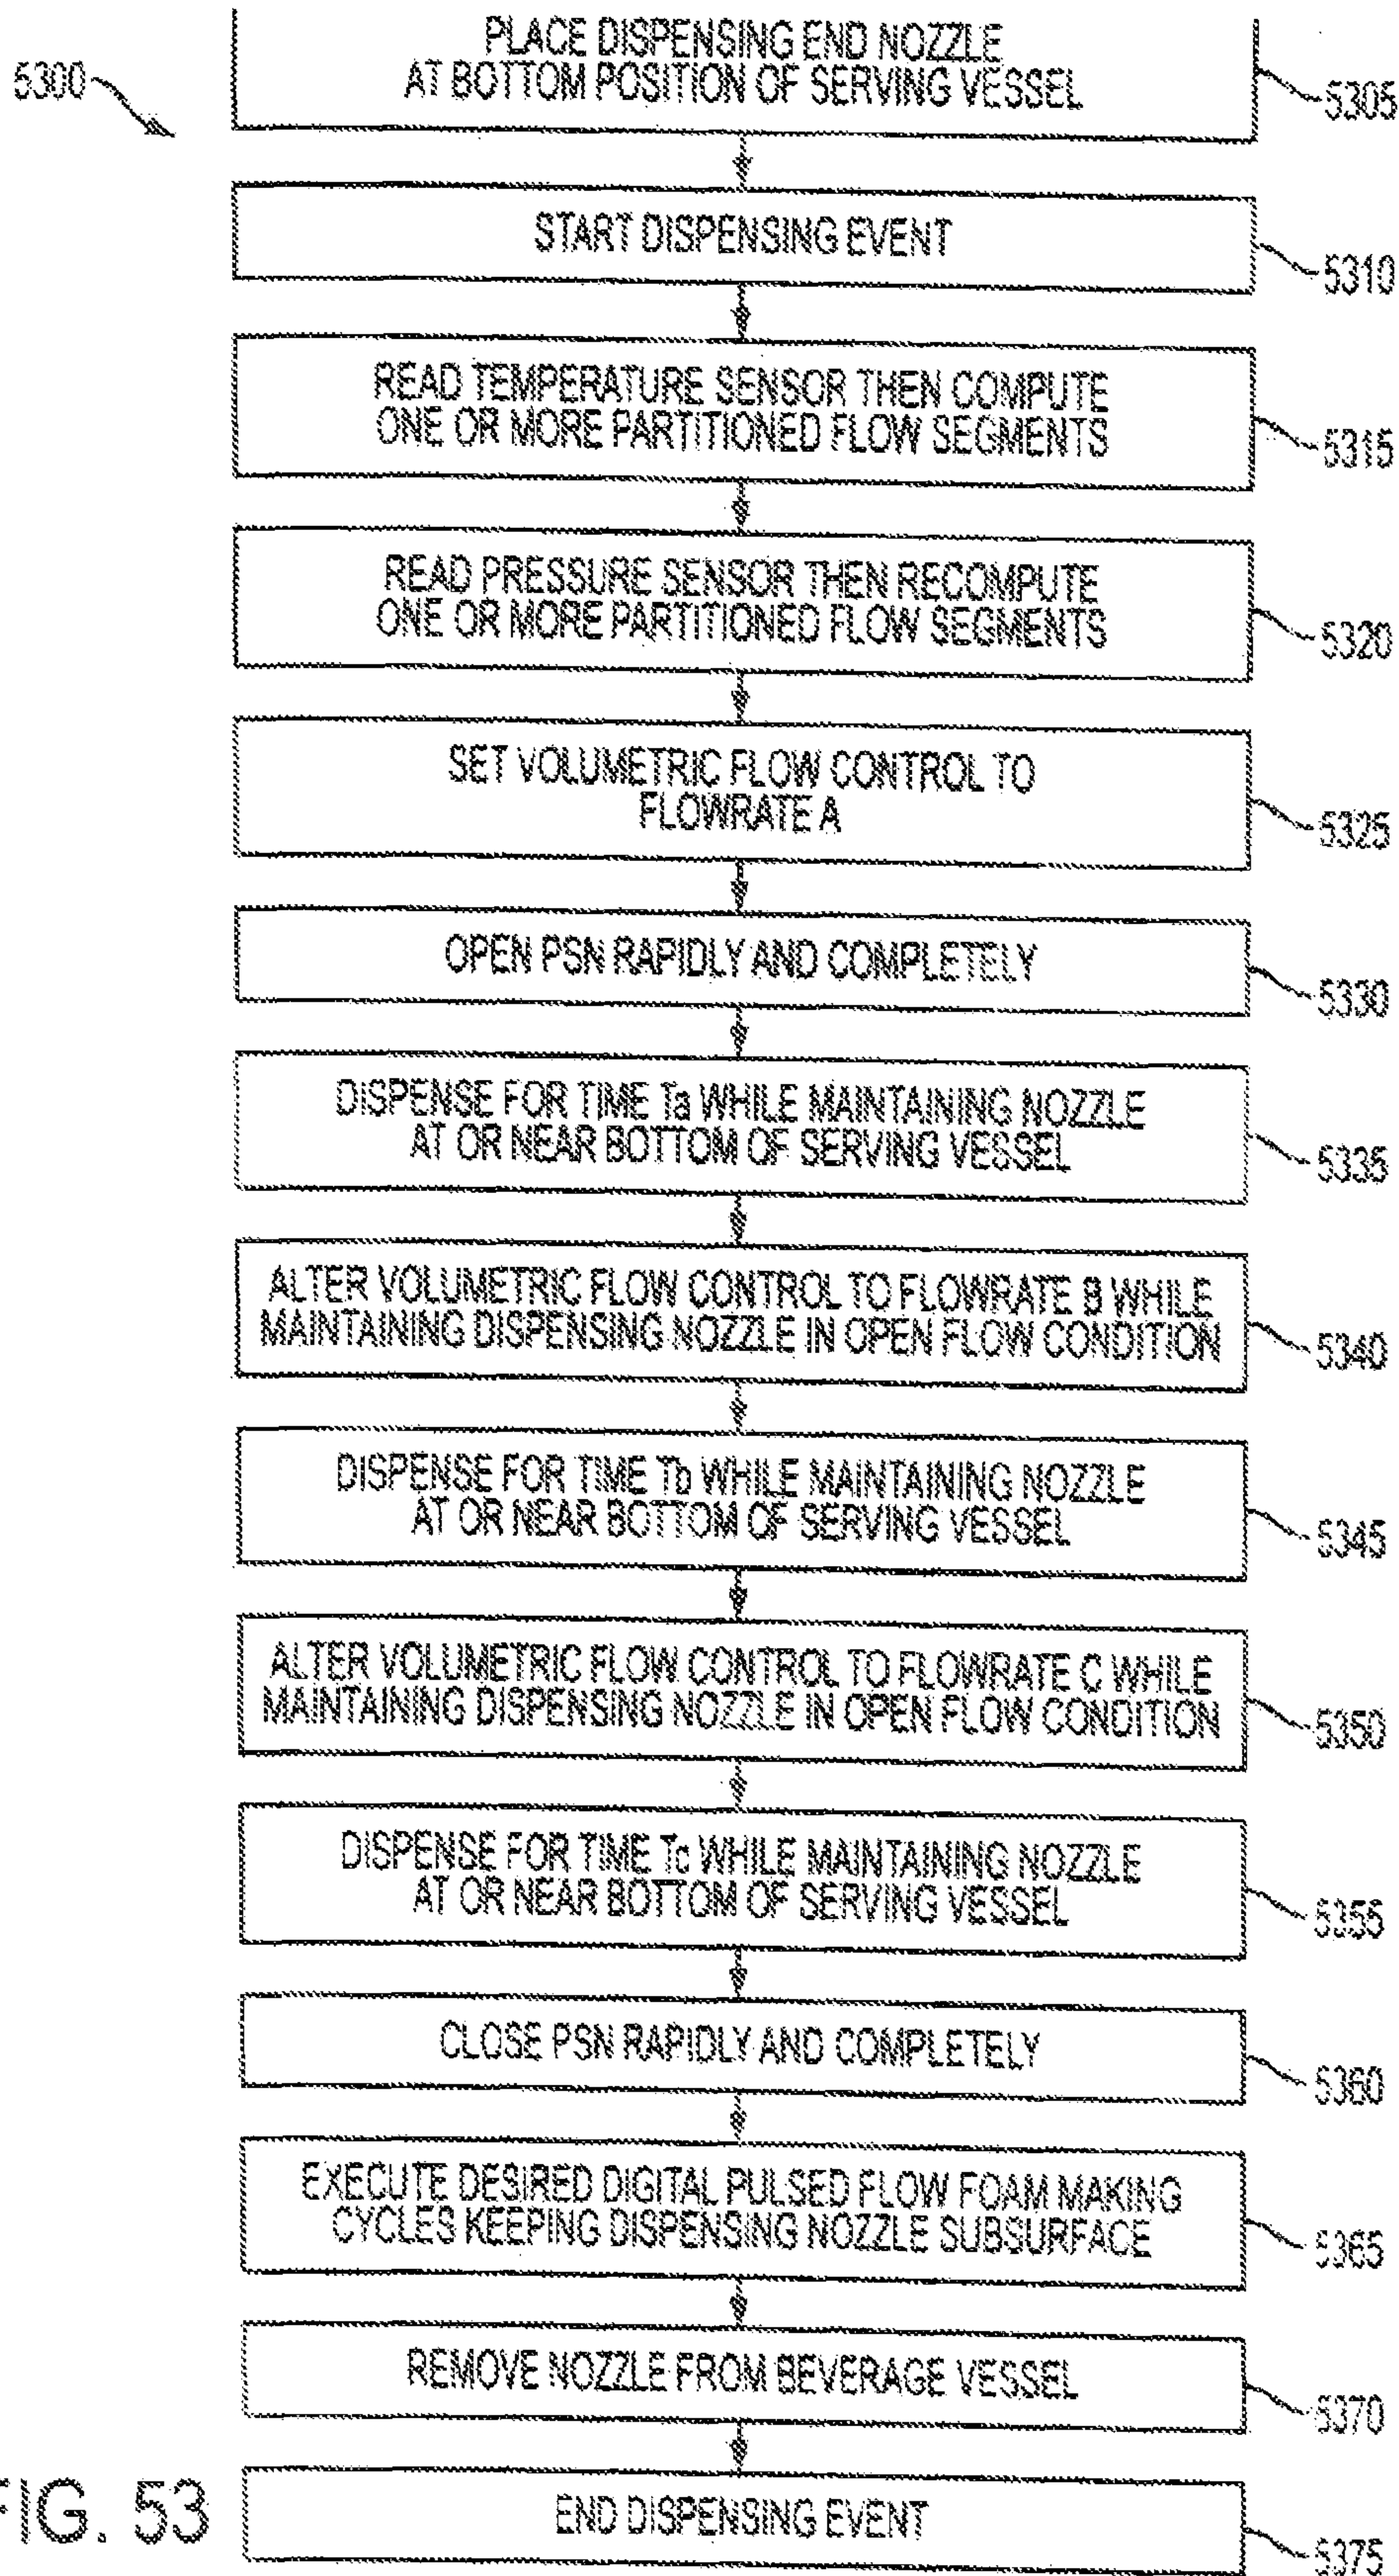 5300
PLACE DISPENSING END NOZZLE
AT BOTTOM POSITION OF SERVING VESSEL
5305
START DISPENSING EVENT
5310
READ TEMPERATURE SENSOR THEN COMPUTE
ONE OR MORE PARTITIONED FLOW SEGMENTS
5315
READ PRESSURE SENSOR THEN RECOMPUTE
ONE OR MORE PARTITIONED FLOW SEGMENTS
5320
SET VOLUMETRIC FLOW CONTROL TO
FLOWRATE A
5325
OPEN PSN RAPIDLY AND COMPLETELY
5330
DISPENSE FOR TIME Ta WHILE MAINTAINING NOZZLE
AT OR NEAR BOTTOM OF SERVING VESSEL
5335
ALTER VOLUMETRIC FLOW CONTROL TO FLOWRATE B WHILE
MAINTAINING DISPENSING NOZZLE IN OPEN FLOW CONDITION
5340
DISPENSE FOR TIME Tb WHILE MAINTAINING NOZZLE
AT OR NEAR BOTTOM OF SERVING VESSEL
5345
ALTER VOLUMETRIC FLOW CONTROL TO FLOWRATE C WHILE
MAINTAINING DISPENSING NOZZLE IN OPEN FLOW CONDITION
5350
DISPENSE FOR TIME Tc WHILE MAINTAINING NOZZLE
AT OR NEAR BOTTOM OF SERVING VESSEL
5355
CLOSE PSN RAPIDLY AND COMPLETELY
5360
EXECUTE DESIRED DIGITAL PULSED FLOW FOAM MAKING
CYCLES KEEPING DISPENSING NOZZLE SUBSURFACE
5365
REMOVE NOZZLE FROM BEVERAGE VESSEL
5370
END DISPENSING EVENT
5375
FIG. 53